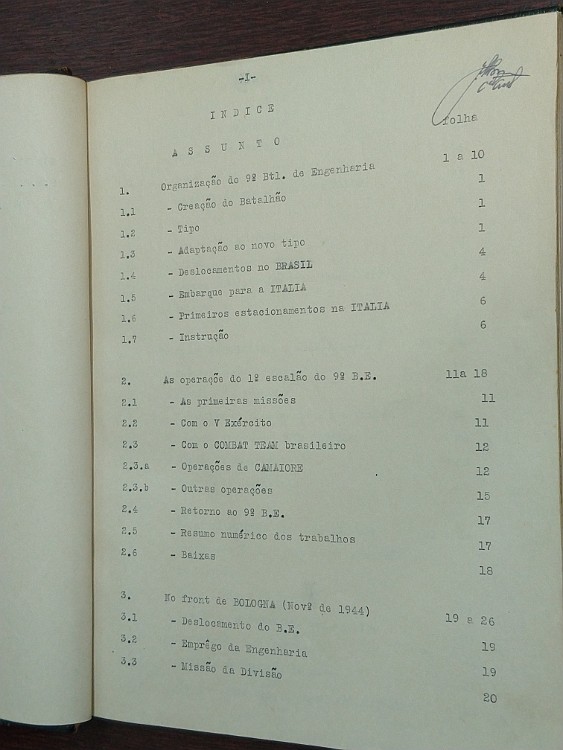 -I-
I N D I C E
A S S U N T O folha
1. Organização do 9º Btl. de Engenharia 1 a 10
1.1 - Creação do Batalhão 1
1.2 - Tipo 1
1.3 - Adaptação ao novo tipo 1
1.4 - Deslocamentos no BRASIL 4
1.5 - Embarque para a ITALIA 4
1.6 - Primeiros estacionamentos na ITALIA 6
1.7 - Instrução 6
2. As operaçõs do 1º escalão do 9º B.E. 11a 18
2.1 - As primeiras missões 11
2.2 - Com o V Exército 11
2.3 - Com o COMBAT TEAM brasileiro 12
2.3.a - Operações de CAMAIORE 12
2.3.b - Outras operações 15
2.4 - Retorno ao 9º B.E. 17
2.5 - Resumo numérico dos trabalhos 17
2.6 - Baixas 18
3. No front de BOLOGNA (Novº de 1944) 19 a 26
3.1 - Deslocamento do B.E. 19
3.2 - Emprêgo da Engenharia 19
3.3 - Missão da Divisão 20